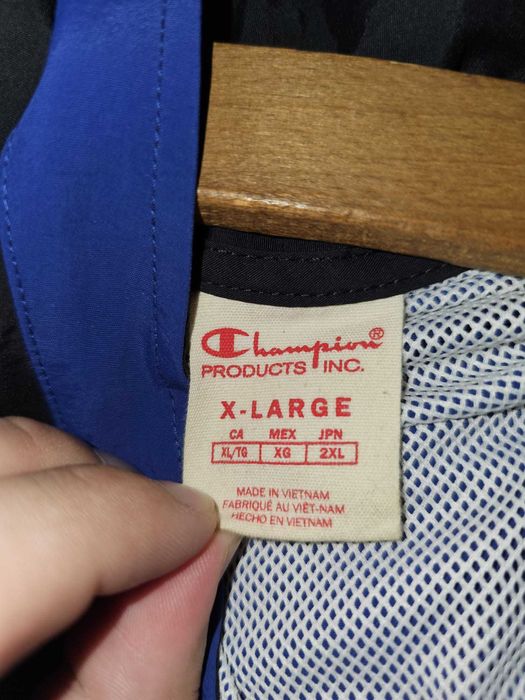 Champion®
PRODUCTS INC.
X-LARGE
CA MEX JPN
XL/TG XG 2XL
MADE IN VIETNAM
FABRIQUÉ AU VIÊT-NAM
HECHO EN VIETNAM